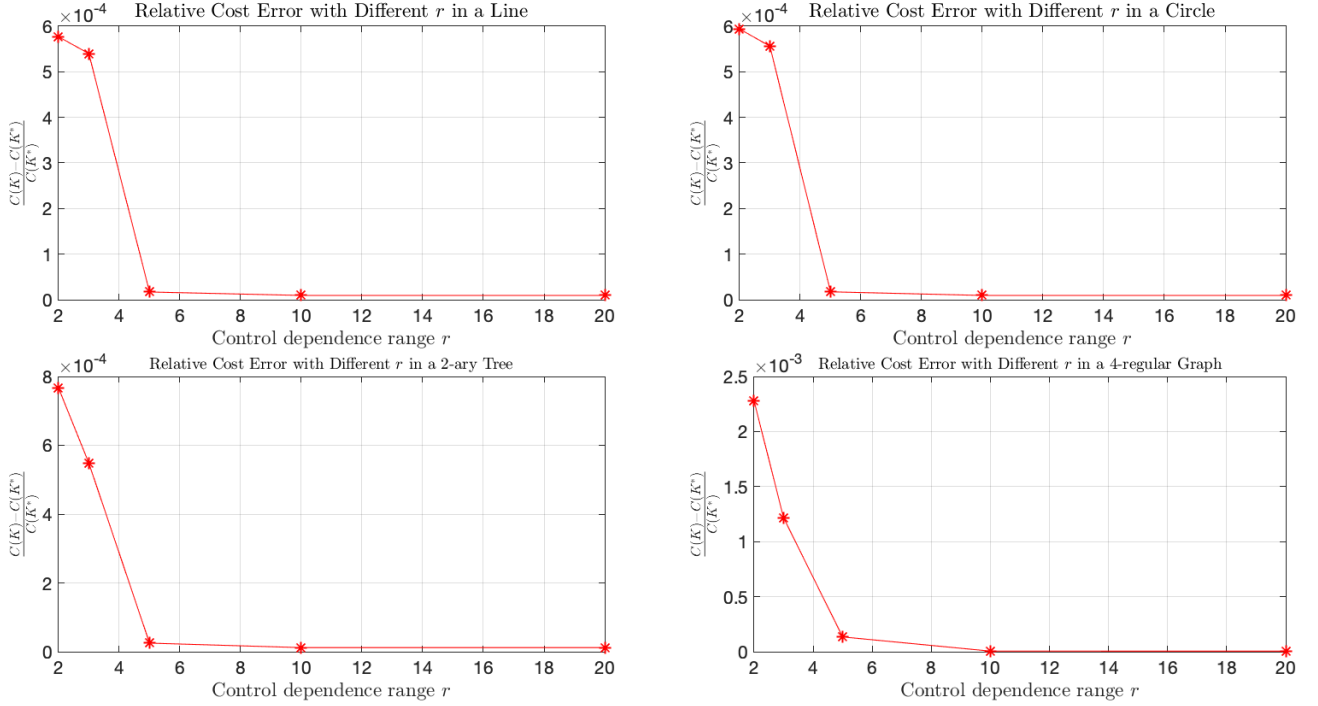 Relative Cost Error with Different r in a Line
×10⁻⁴
6
5
4
3
2
1
0
2 4 6 8 10 12 14 16 18 20
C(K)−C(K*)
C(K*)
Control dependence range r
Relative Cost Error with Different r in a Circle
×10⁻⁴
6
5
4
3
2
1
0
2 4 6 8 10 12 14 16 18 20
C(K)−C(K*)
C(K*)
Control dependence range r
Relative Cost Error with Different r in a 2-ary Tree
×10⁻⁴
8
6
4
2
0
2 4 6 8 10 12 14 16 18 20
C(K)−C(K*)
C(K*)
Control dependence range r
Relative Cost Error with Different r in a 4-regular Graph
×10⁻³
2.5
2
1.5
1
0.5
0
2 4 6 8 10 12 14 16 18 20
C(K)−C(K*)
C(K*)
Control dependence range r